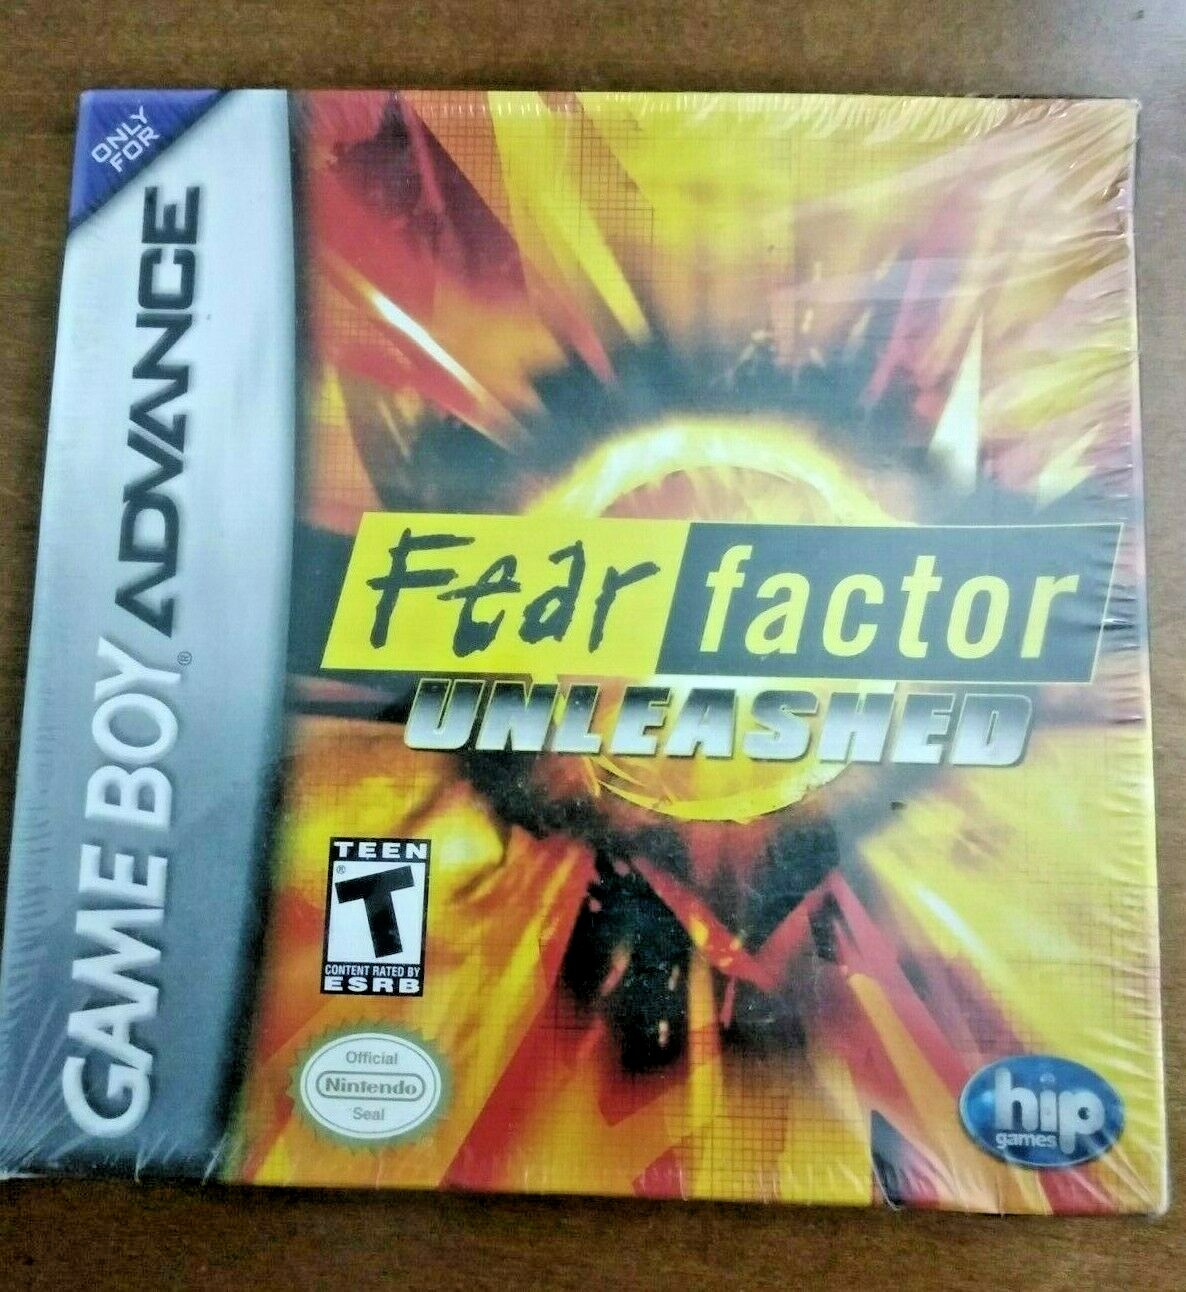 ONLY
FOR
GAME BOY ADVANCE
®
Fear factor
UNLEASHED
TEEN
®
T
CONTENT RATED BY
ESRB
Official
Nintendo
Seal
hip
games